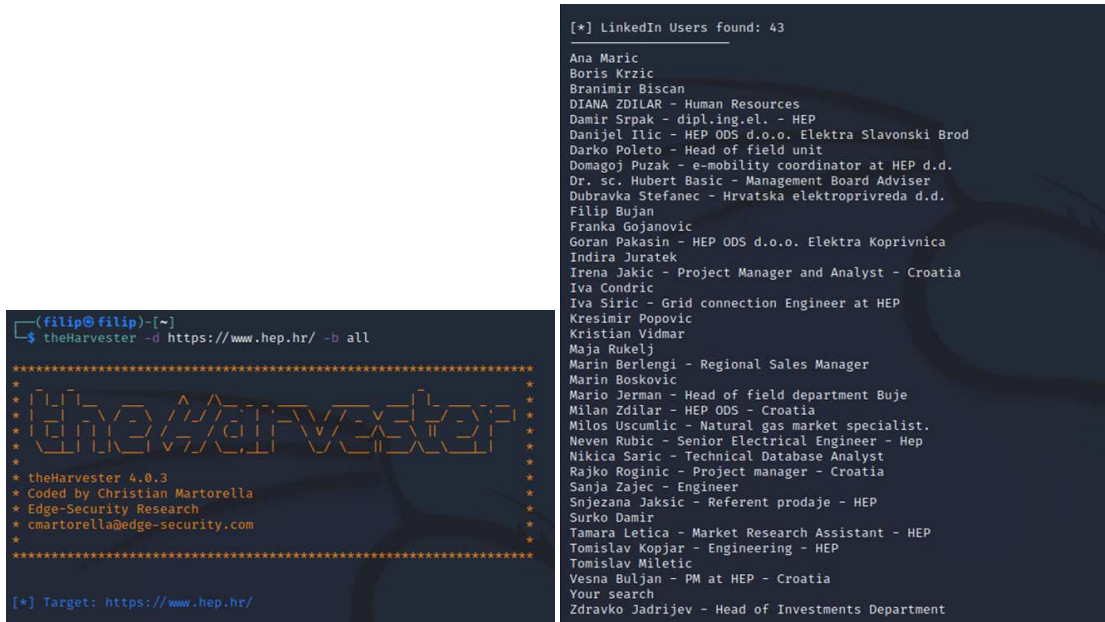 (filip㉿filip)-[~]
$ theHarvester -d https://www.hep.hr/ -b all
*******************************************************************
* theHarvester *
* theHarvester 4.0.3 *
* Coded by Christian Martorella *
* Edge-Security Research *
* cmartorella@edge-security.com *
*******************************************************************
[*] Target: https://www.hep.hr/
[*] LinkedIn Users found: 43
---------------------
Ana Maric
Boris Krzic
Branimir Biscan
DIANA ZDILAR - Human Resources
Damir Srpak - dipl.ing.el. - HEP
Danijel Ilic - HEP ODS d.o.o. Elektra Slavonski Brod
Darko Poleto - Head of field unit
Domagoj Puzak - e-mobility coordinator at HEP d.d.
Dr. sc. Hubert Basic - Management Board Adviser
Dubravka Stefanec - Hrvatska elektroprivreda d.d.
Filip Bujan
Franka Gojanovic
Goran Pakasin - HEP ODS d.o.o. Elektra Koprivnica
Indira Juratek
Irena Jakic - Project Manager and Analyst - Croatia
Iva Condric
Iva Siric - Grid connection Engineer at HEP
Kresimir Popovic
Kristian Vidmar
Maja Rukelj
Marin Berlengi - Regional Sales Manager
Marin Boskovic
Mario Jerman - Head of field department Buje
Milan Zdilar - HEP ODS - Croatia
Milos Uscumlic - Natural gas market specialist.
Neven Rubic - Senior Electrical Engineer - Hep
Nikica Saric - Technical Database Analyst
Rajko Roginic - Project manager - Croatia
Sanja Zajec - Engineer
Snjezana Jaksic - Referent prodaje - HEP
Surko Damir
Tamara Letica - Market Research Assistant - HEP
Tomislav Kopjar - Engineering - HEP
Tomislav Miletic
Vesna Buljan - PM at HEP - Croatia
Your search
Zdravko Jadrijev - Head of Investments Department